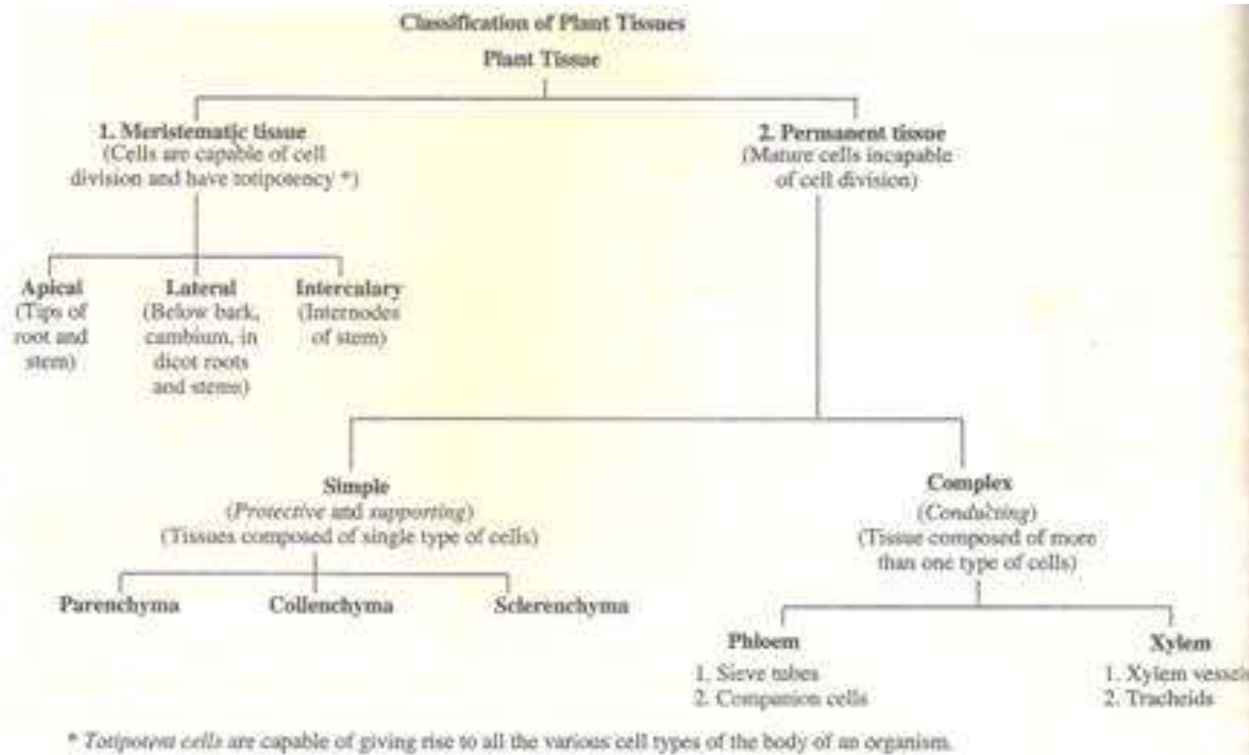 Classification of Plant Tissues
Plant Tissue
1. Meristematic tissue
(Cells are capable of cell
division and have totipotency *)
2. Permanent tissue
(Mature cells incapable
of cell division)
Apical
(Tips of
root and
stem)
Lateral
(Below bark,
cambium, in
dicot roots
and stems)
Intercalary
(Internodes
of stem)
Simple
(Protective and supporting)
(Tissues composed of single type of cells)
Complex
(Conducting)
(Tissue composed of more
than one type of cells)
Parenchyma
Collenchyma
Sclerenchyma
Phloem
1. Sieve tubes
2. Companion cells
Xylem
1. Xylem vessels
2. Tracheids
* Totipotent cells are capable of giving rise to all the various cell types of the body of an organism.